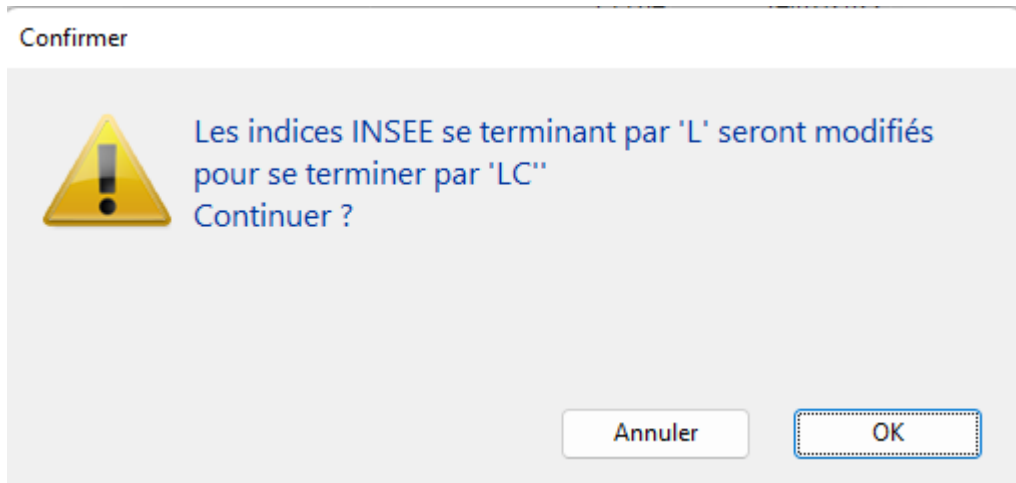 Confirmer
Les indices INSEE se terminant par 'L' seront modifiés
pour se terminer par 'LC''
Continuer ?
Annuler
OK